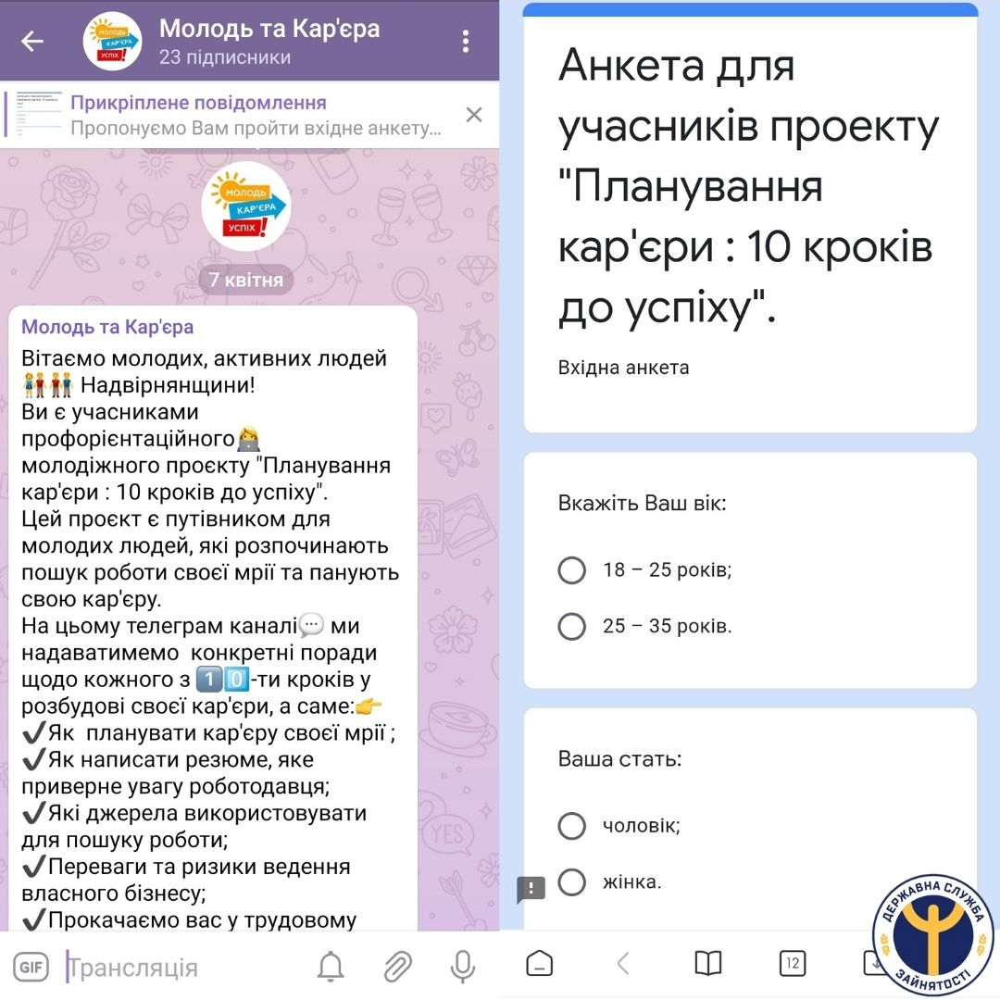 Молодь та Кар'єра
23 підписники
Прикріплене повідомлення
Пропонуємо Вам пройти вхідне анкету...
МОЛОДЬ
КАР'ЄРА
УСПІХ!
7 квітня
Молодь та Кар'єра
Вітаємо молодих, активних людей
👫👬👬 Надвірнянщини!
Ви є учасниками
профорієнтаційного👩‍💻
молодіжного проєкту "Планування
кар'єри : 10 кроків до успіху".
Цей проєкт є путівником для
молодих людей, які розпочинають
пошук роботи своєї мрії та панують
свою кар'єру.
На цьому телеграм каналі💬 ми
надаватимемо  конкретні поради
щодо кожного з 1️⃣0️⃣-ти кроків у
розбудові своєї кар'єри, а саме:👉
✔Як  планувати кар'єру своєї мрії ;
✔Як написати резюме, яке
приверне увагу роботодавця;
✔Які джерела використовувати
для пошуку роботи;
✔Переваги та ризики ведення
власного бізнесу;
✔Прокачаємо вас у трудовому
YES
GIF
Трансляція
Анкета для
учасників проекту
"Планування
кар'єри : 10 кроків
до успіху".
Вхідна анкета
Вкажіть Ваш вік:
18 – 25 років;
25 – 35 років.
Ваша стать:
чоловік;
жінка.
12
ДЕРЖАВНА СЛУЖБА
ЗАЙНЯТОСТІ